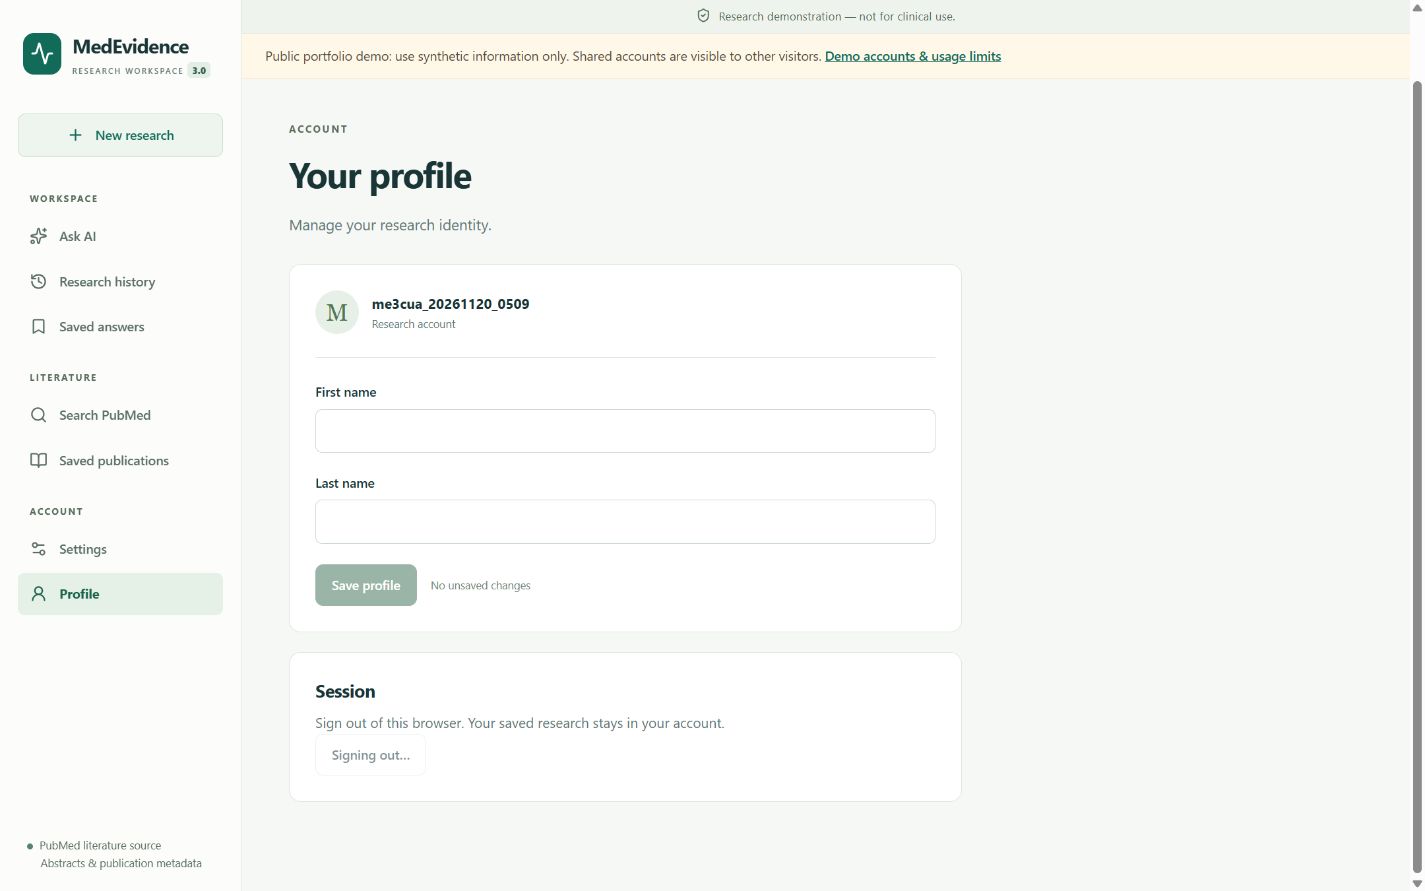 MedEvidence
RESEARCH WORKSPACE 3.0
New research
WORKSPACE
Ask AI
Research history
Saved answers
LITERATURE
Search PubMed
Saved publications
ACCOUNT
Settings
Profile
PubMed literature source
Abstracts & publication metadata
Research demonstration — not for clinical use.
Public portfolio demo: use synthetic information only. Shared accounts are visible to other visitors. Demo accounts & usage limits
ACCOUNT
Your profile
Manage your research identity.
M
me3cua_20261120_0509
Research account
First name
Last name
Save profile No unsaved changes
Session
Sign out of this browser. Your saved research stays in your account.
Signing out...